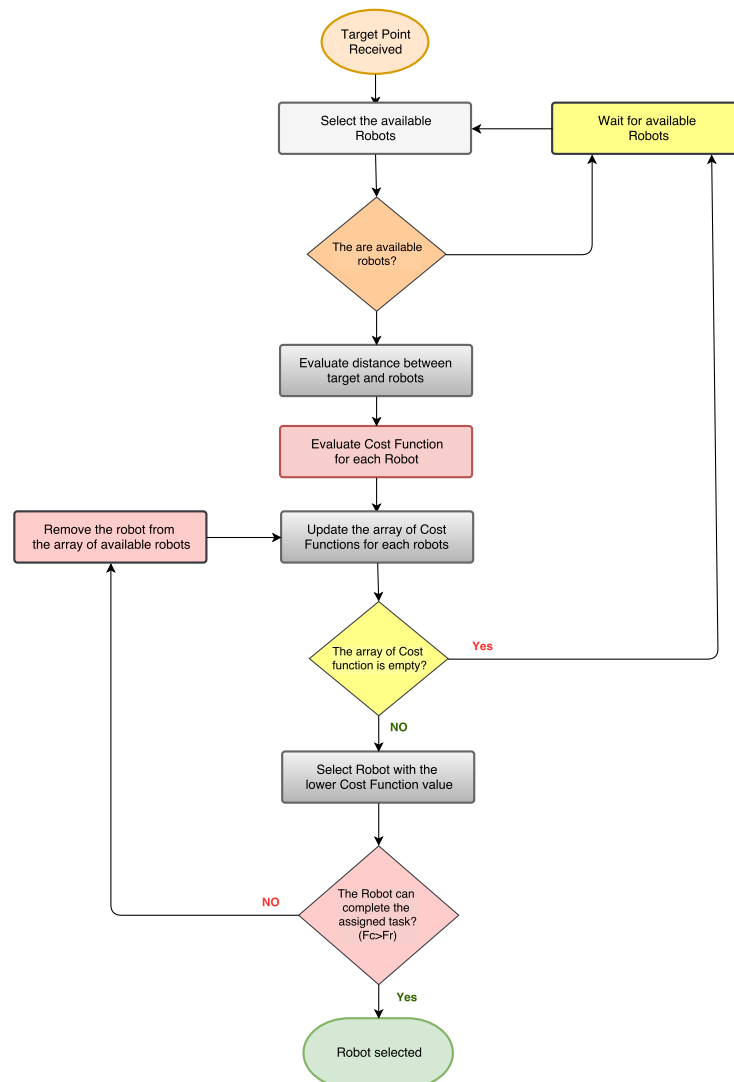 Target Point
Received
Select the available
Robots
Wait for available
Robots
The are available
robots?
Evaluate distance between
target and robots
Evaluate Cost Function
for each Robot
Remove the robot from
the array of available robots
Update the array of Cost
Functions for each robots
The array of Cost
function is empty?
Yes
NO
Select Robot with the
lower Cost Function value
The Robot can
complete the
assigned task?
(Fc>Fr)
NO
Yes
Robot selected